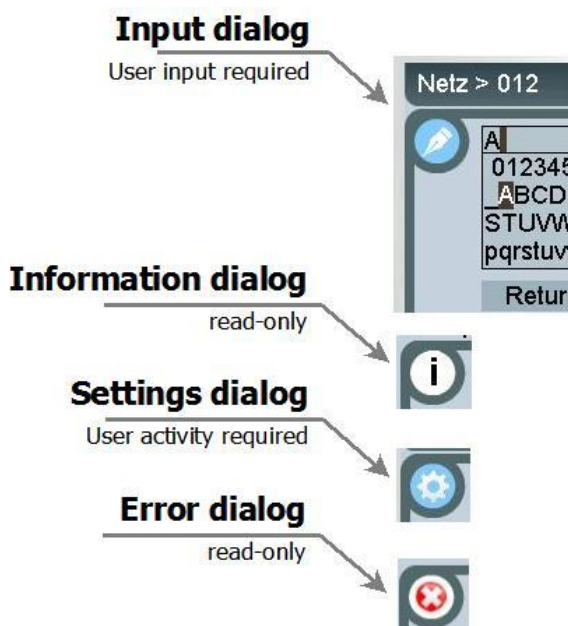 Input dialog
User input required
Netz > 012
A
012345
_ABCD
STUVW
pqrstuv
Retur
Information dialog
read-only
i
Settings dialog
User activity required
Error dialog
read-only